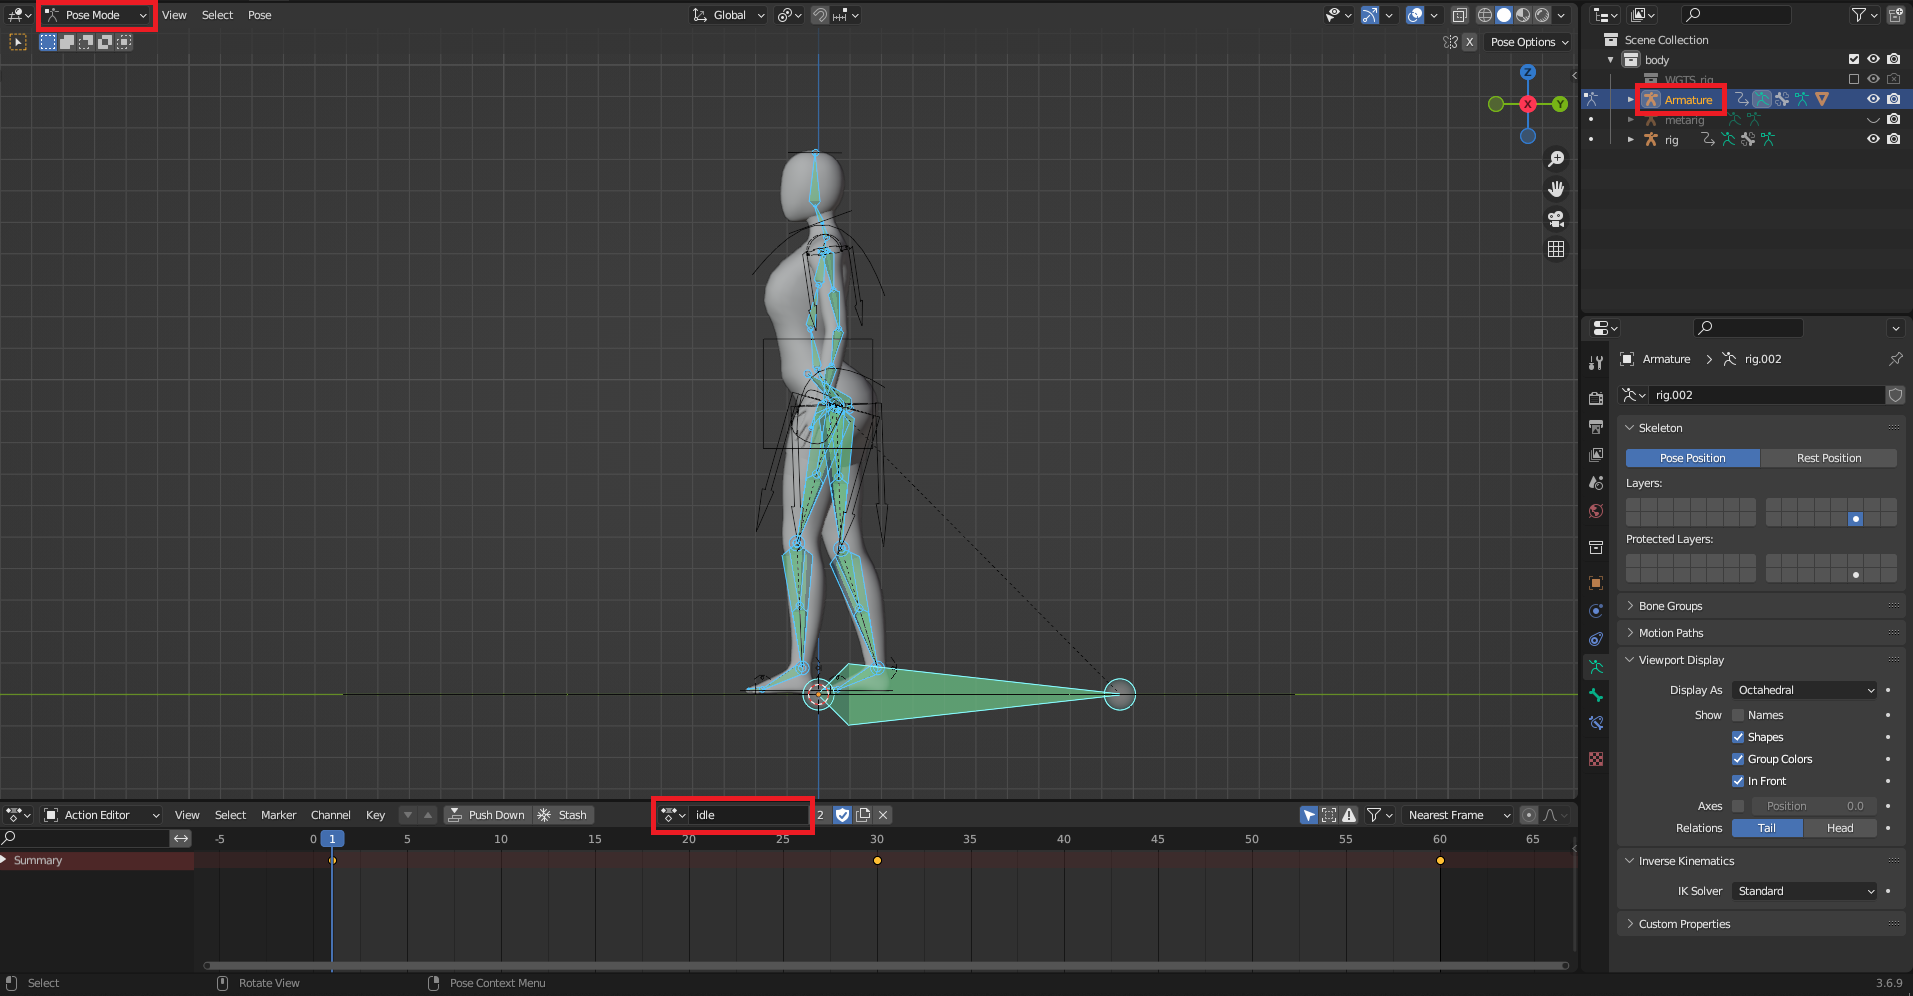 Pose Mode View Select Pose Global
X Pose Options
Z
X Y
Scene Collection
body
WGTS_rig
Armature
metarig
rig
Armature > rig.002
rig.002
Skeleton
Pose Position Rest Position
Layers:
Protected Layers:
Bone Groups
Motion Paths
Viewport Display
Display As Octahedral
Show Names
Shapes
Group Colors
In Front
Axes Position 0.0
Relations Tail Head
Inverse Kinematics
IK Solver Standard
Custom Properties
Action Editor View Select Marker Channel Key Push Down Stash idle 2 Nearest Frame
-5 0 1 5 10 15 20 25 30 35 40 45 50 55 60 65
Summary
Select Rotate View Pose Context Menu 3.6.9